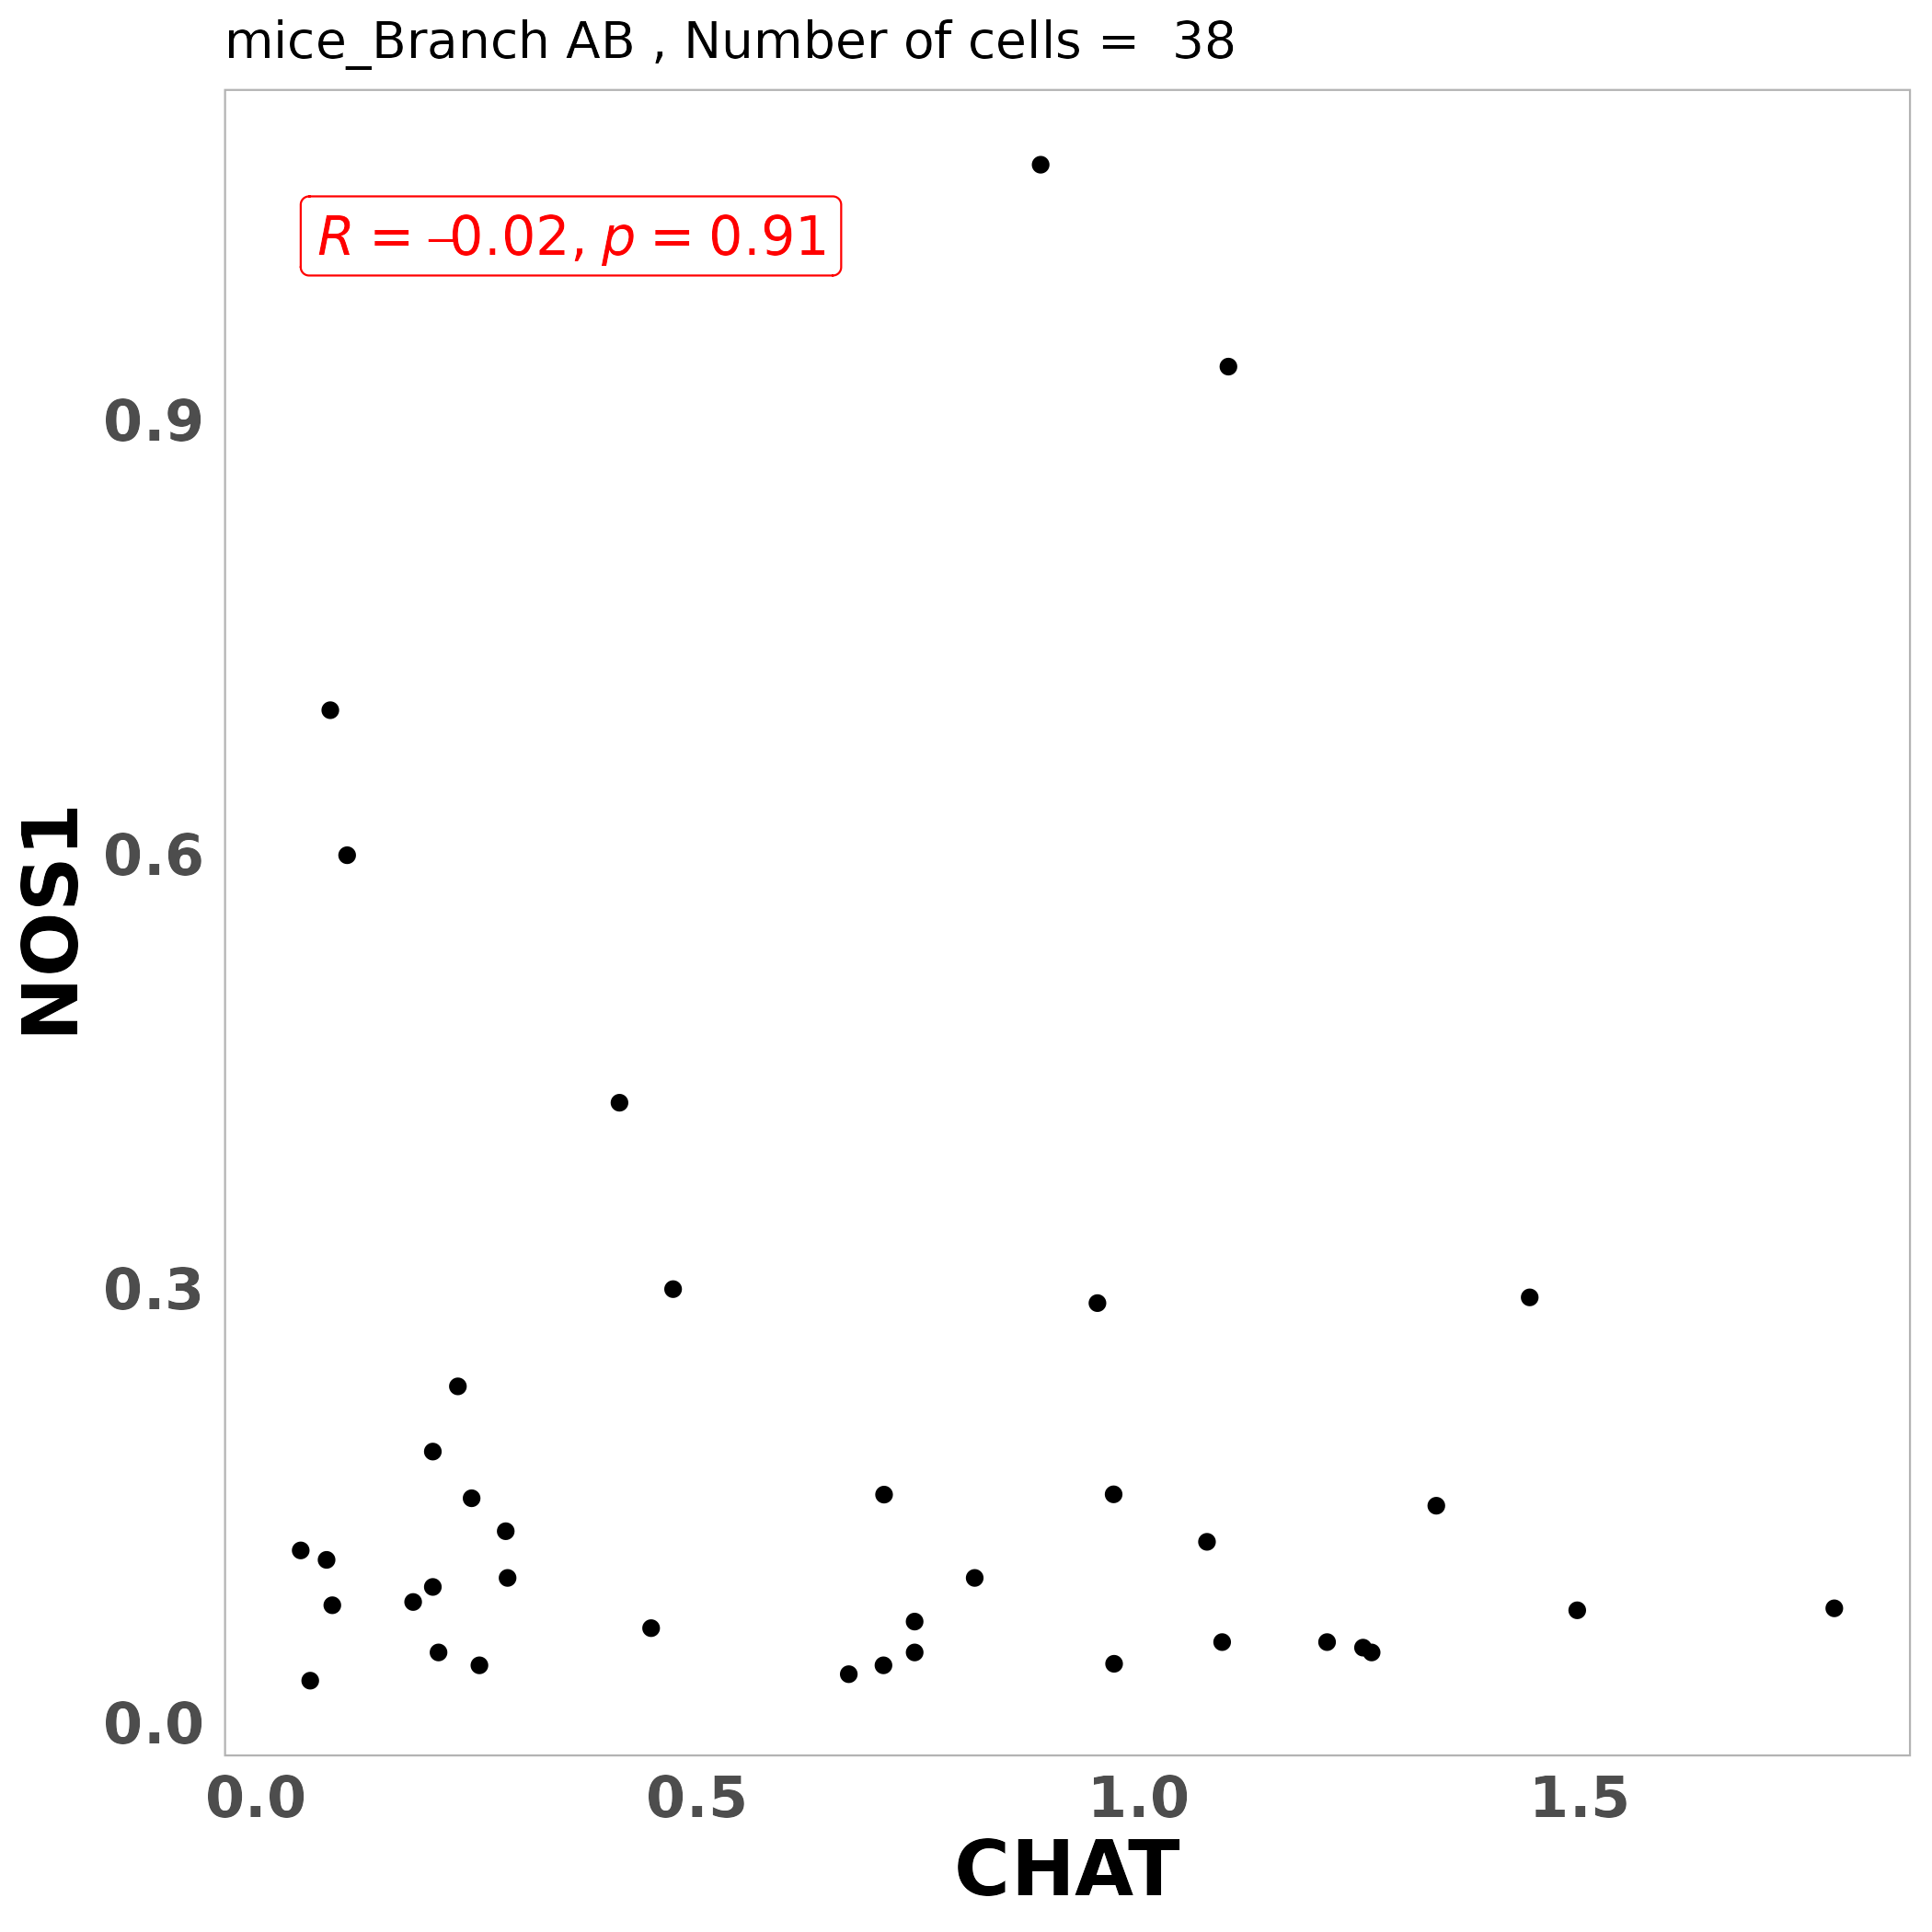 mice_Branch AB , Number of cells = 38
R = –0.02, p = 0.91
0.9
0.6
0.3
0.0
NOS1
0.0 0.5 1.0 1.5
CHAT